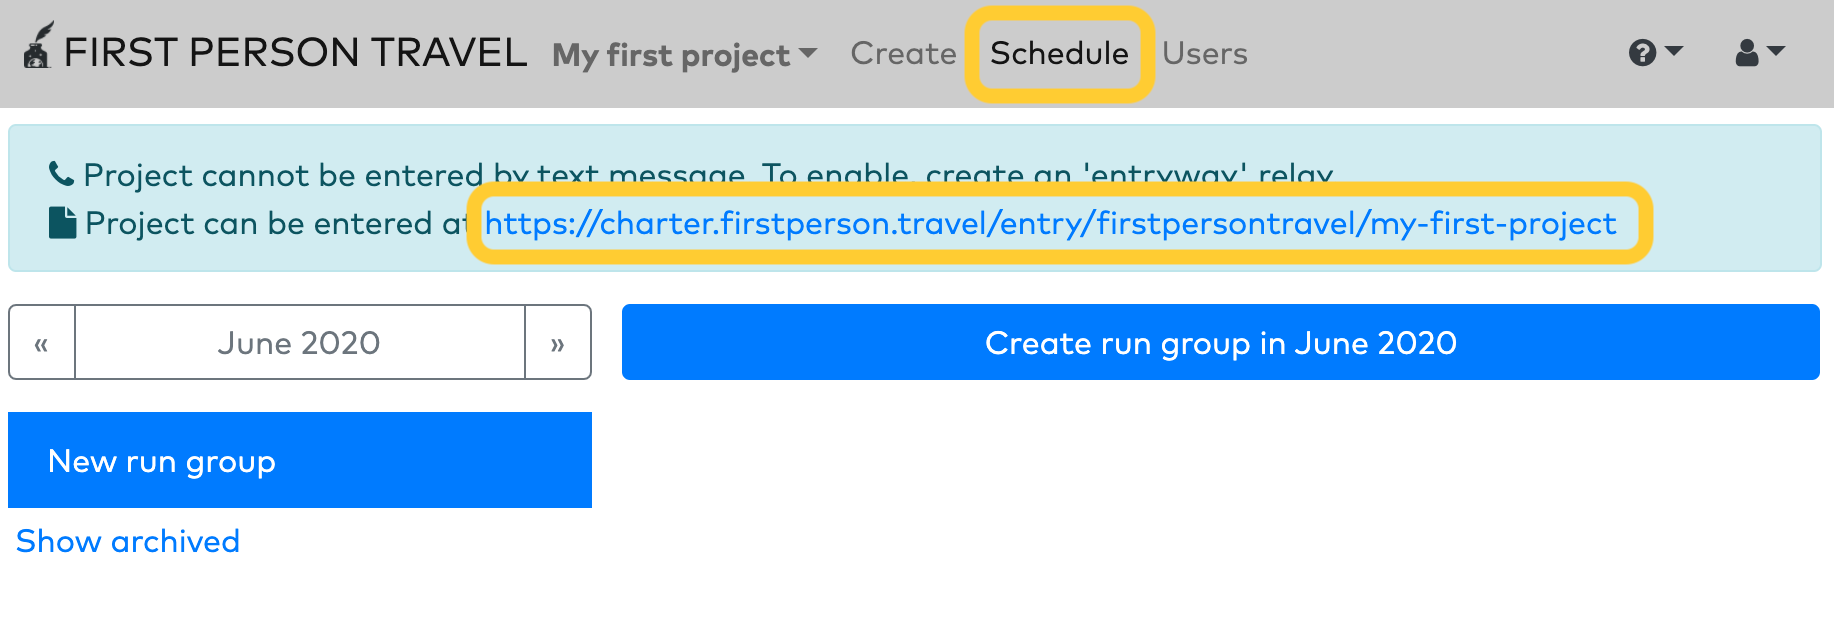 FIRST PERSON TRAVEL My first project Create Schedule Users
Project cannot be entered by text message. To enable, create an 'entryway' relay
Project can be entered at https://charter.firstperson.travel/entry/firstpersontravel/my-first-project
« June 2020 » Create run group in June 2020
New run group
Show archived